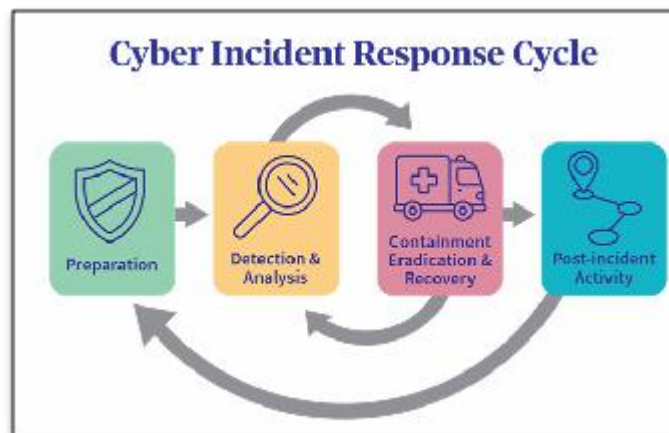 Cyber Incident Response Cycle
Preparation
Detection &
Analysis
Containment
Eradication &
Recovery
Post-incident
Activity